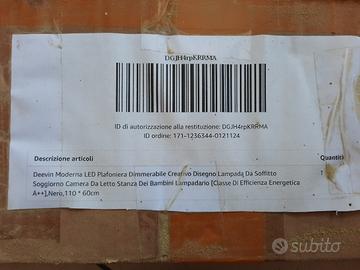 DGJH4rpKRRMA
ID di autorizzazione alla restituzione: DGJH4rpKRRMA
ID ordine: 171-1236344-0121124
Descrizione articoli
Quantità
Deevin Moderna LED Plafoniera Dimmerabile Creativo Disegno Lampada Da Soffitto
1
Soggiorno Camera Da Letto Stanza Dei Bambini Lampadario [Classe Di Efficienza Energetica
A++],Nero,110 * 60cm
subito